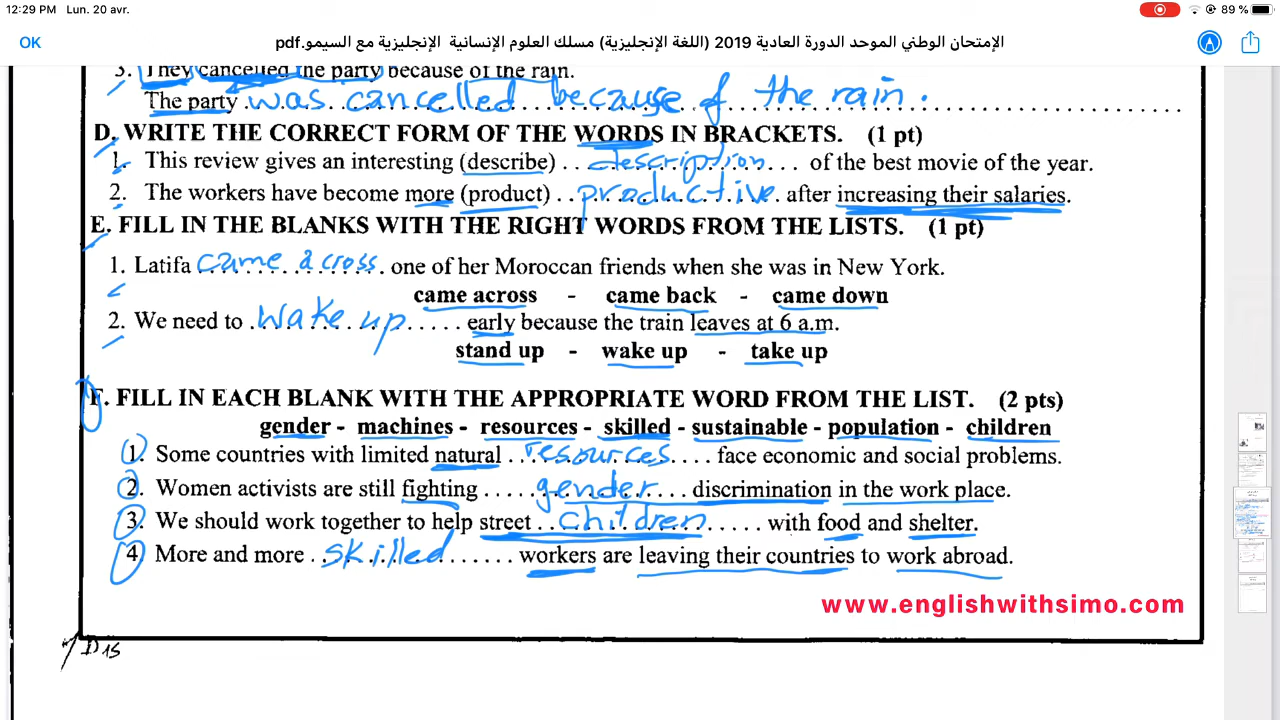 12:29 PM Lun. 20 avr. 89 %
OK الإمتحان الوطني الموحد الدورة العادية 2019 (اللغة الإنجليزية) مسلك العلوم الإنسانية الإنجليزية مع السيمو.pdf
3. They cancelled the party because of the rain.
The party was cancelled because of the rain.
D. WRITE THE CORRECT FORM OF THE WORDS IN BRACKETS. (1 pt)
1. This review gives an interesting (describe) description of the best movie of the year.
2. The workers have become more (product) productive after increasing their salaries.
E. FILL IN THE BLANKS WITH THE RIGHT WORDS FROM THE LISTS. (1 pt)
1. Latifa came across one of her Moroccan friends when she was in New York.
came across - came back - came down
2. We need to wake up early because the train leaves at 6 a.m.
stand up - wake up - take up
F. FILL IN EACH BLANK WITH THE APPROPRIATE WORD FROM THE LIST. (2 pts)
gender - machines - resources - skilled - sustainable - population - children
1. Some countries with limited natural resources face economic and social problems.
2. Women activists are still fighting gender discrimination in the work place.
3. We should work together to help street children with food and shelter.
4. More and more skilled workers are leaving their countries to work abroad.
www.englishwithsimo.com